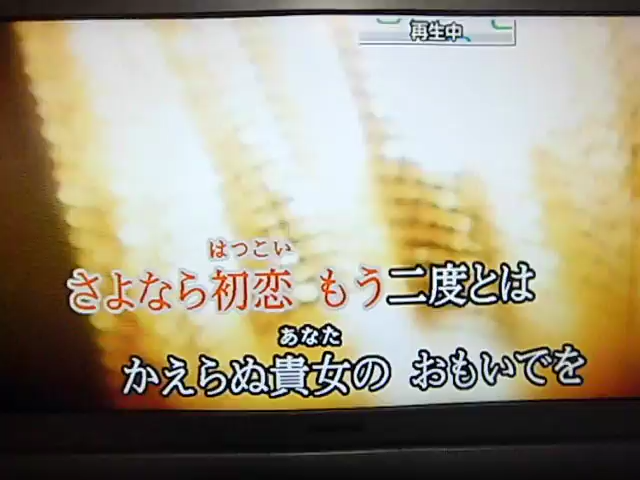 再生中
はつこい
さよなら初恋 もう二度とは
あなた
かえらぬ貴女の おもいでを